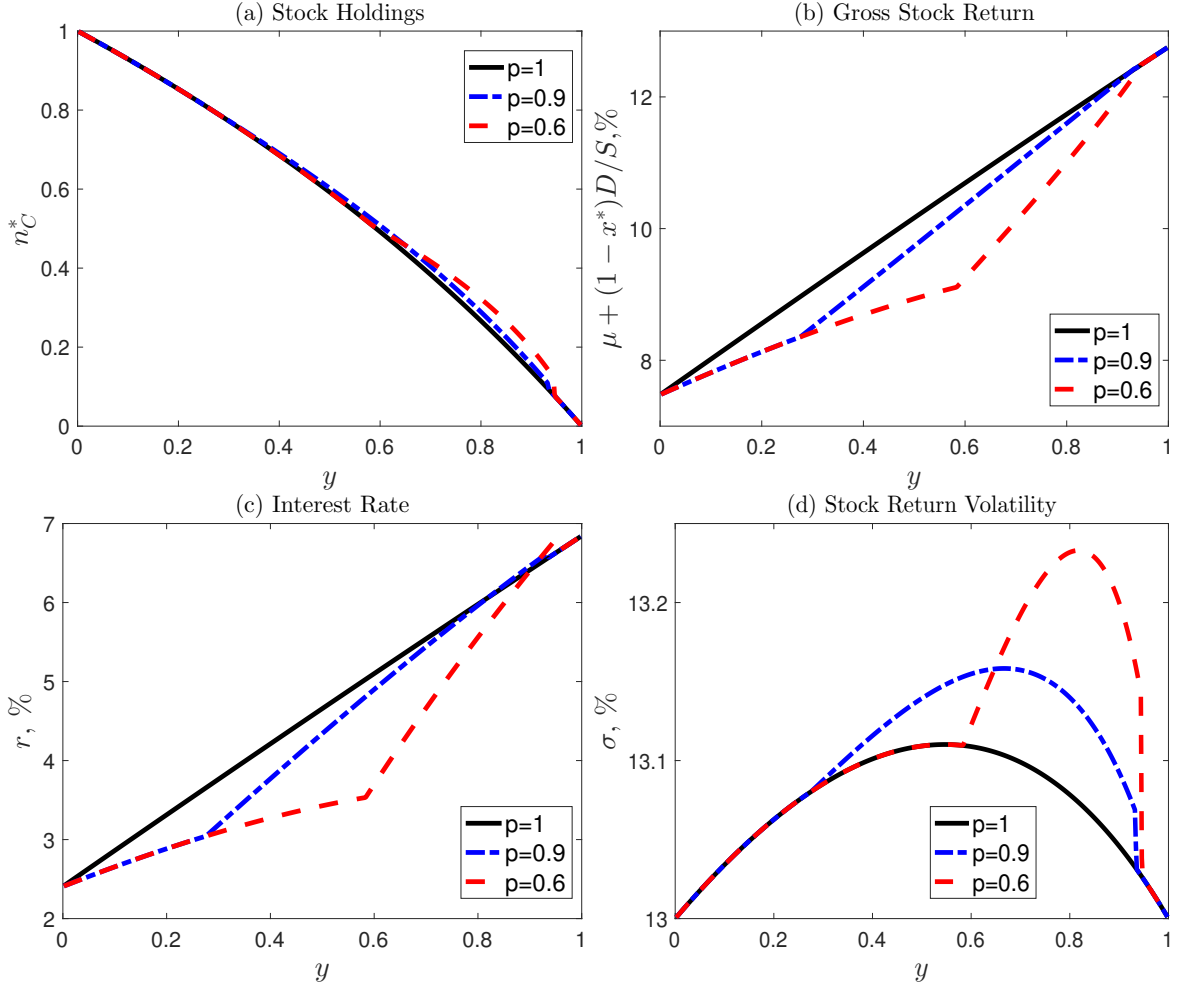 (a) Stock Holdings
n*_C
1
0.8
0.6
0.4
0.2
0
0 0.2 0.4 0.6 0.8 1
y
p=1
p=0.9
p=0.6
(b) Gross Stock Return
μ + (1 − x*)D/S,%
12
10
8
0 0.2 0.4 0.6 0.8 1
y
p=1
p=0.9
p=0.6
(c) Interest Rate
r, %
7
6
5
4
3
2
0 0.2 0.4 0.6 0.8 1
y
p=1
p=0.9
p=0.6
(d) Stock Return Volatility
σ, %
13.2
13.1
13
0 0.2 0.4 0.6 0.8 1
y
p=1
p=0.9
p=0.6